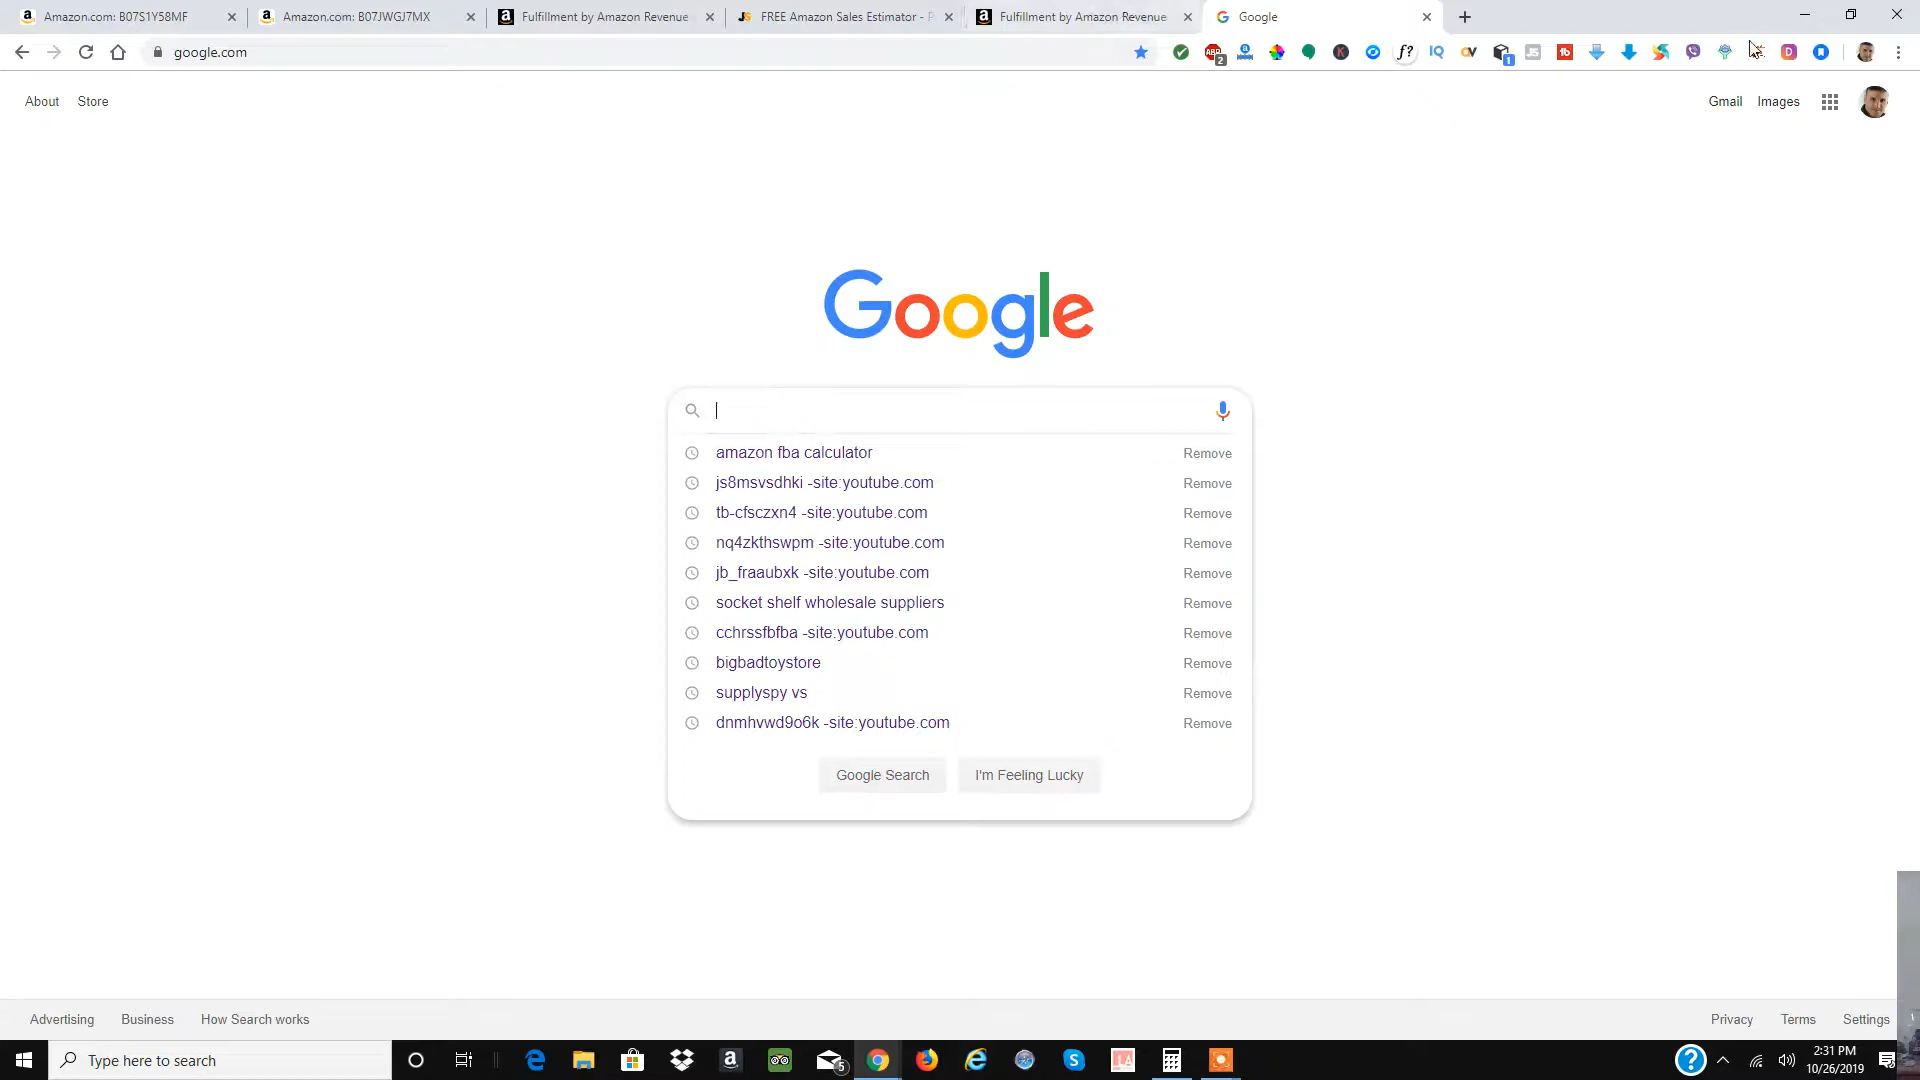 Amazon.com: B07S1Y58MF
Amazon.com: B07JWGJ7MX
Fulfillment by Amazon Revenue
FREE Amazon Sales Estimator - P
Fulfillment by Amazon Revenue
Google
google.com
About
Store
Gmail
Images
Google
amazon fba calculator
Remove
js8msvsdhki -site:youtube.com
Remove
tb-cfsczxn4 -site:youtube.com
Remove
nq4zkthswpm -site:youtube.com
Remove
jb_fraaubxk -site:youtube.com
Remove
socket shelf wholesale suppliers
Remove
cchrssfbfba -site:youtube.com
Remove
bigbadtoystore
Remove
supplyspy vs
Remove
dnmhvwd9o6k -site:youtube.com
Remove
Google Search
I'm Feeling Lucky
Advertising
Business
How Search works
Privacy
Terms
Settings
Type here to search
2:31 PM
10/26/2019